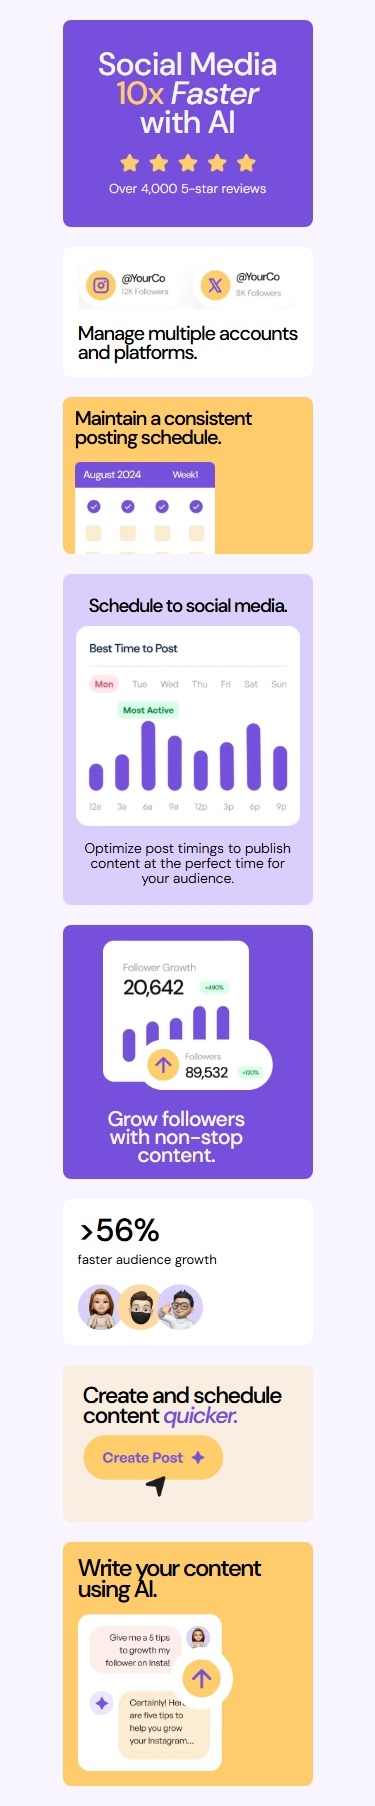 Social Media
10x Faster
with AI
Over 4,000 5-star reviews
@YourCo
12K Followers
@YourCo
8K Followers
Manage multiple accounts
and platforms.
Maintain a consistent
posting schedule.
August 2024 Week1
Schedule to social media.
Best Time to Post
Mon Tue Wed Thu Fri Sat Sun
Most Active
12a 3a 6a 9a 12p 3p 6p 9p
Optimize post timings to publish
content at the perfect time for
your audience.
Follower Growth
20,642 +490%
Followers
89,532 +120%
Grow followers
with non-stop
content.
>56%
faster audience growth
Create and schedule
content quicker.
Create Post
Write your content
using AI.
Give me a 5 tips
to growth my
follower on Insta!
Certainly! Here
are five tips to
help you grow
your Instagram...